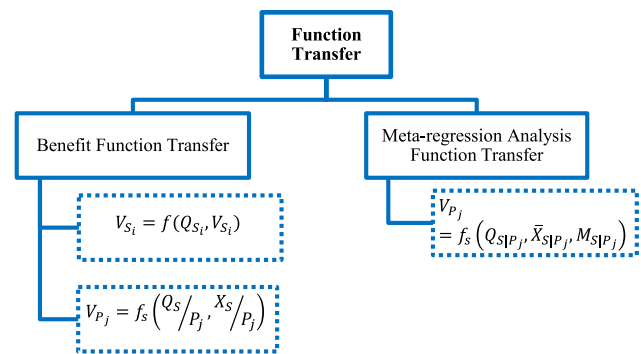 Function
Transfer
Benefit Function Transfer
Meta-regression Analysis
Function Transfer
V_{S_i} = f(Q_{S_i}, V_{S_i})
V_{P_j}
= f_s(Q_{S|P_j}, X̄_{S|P_j}, M_{S|P_j})
V_{P_j} = f_s(Q_S/P_j, X_S/P_j)